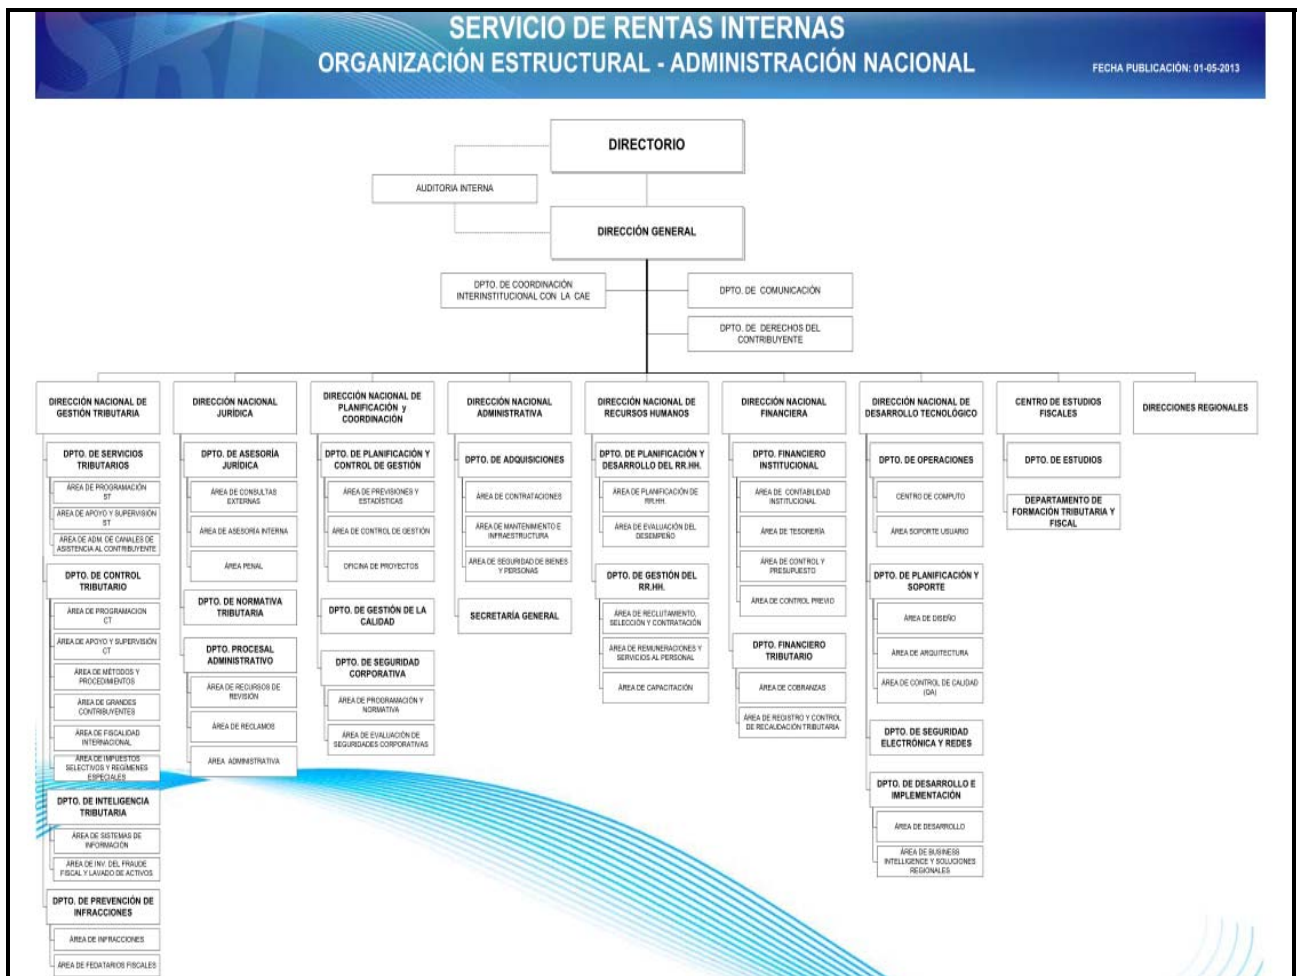 SRI
SERVICIO DE RENTAS INTERNAS
ORGANIZACIÓN ESTRUCTURAL - ADMINISTRACIÓN NACIONAL
FECHA PUBLICACIÓN: 01-05-2013
DIRECTORIO
AUDITORIA INTERNA
DIRECCIÓN GENERAL
DPTO. DE COORDINACIÓN
INTERINSTITUCIONAL CON LA CAE
DPTO. DE COMUNICACIÓN
DPTO. DE DERECHOS DEL
CONTRIBUYENTE
DIRECCIÓN NACIONAL DE
GESTIÓN TRIBUTARIA
DPTO. DE SERVICIOS
TRIBUTARIOS
ÁREA DE PROGRAMACIÓN
ST
ÁREA DE APOYO Y SUPERVISIÓN
ST
ÁREA DE ADM. DE CANALES DE
ASISTENCIA AL CONTRIBUYENTE
DPTO. DE CONTROL
TRIBUTARIO
ÁREA DE PROGRAMACION
CT
ÁREA DE APOYO Y SUPERVISIÓN
CT
ÁREA DE MÉTODOS Y
PROCEDIMIENTOS
ÁREA DE GRANDES
CONTRIBUYENTES
ÁREA DE FISCALIDAD
INTERNACIONAL
ÁREA DE IMPUESTOS
SELECTIVOS Y REGÍMENES
ESPECIALES
DPTO. DE INTELIGENCIA
TRIBUTARIA
ÁREA DE SISTEMAS DE
INFORMACIÓN
ÁREA DE INV. DEL FRAUDE
FISCAL Y LAVADO DE ACTIVOS
DPTO. DE PREVENCIÓN DE
INFRACCIONES
ÁREA DE INFRACCIONES
ÁREA DE FEDATARIOS FISCALES
DIRECCIÓN NACIONAL
JURÍDICA
DPTO. DE ASESORÍA
JURÍDICA
ÁREA DE CONSULTAS
EXTERNAS
ÁREA DE ASESORÍA INTERNA
ÁREA PENAL
DPTO. DE NORMATIVA
TRIBUTARIA
DPTO. PROCESAL
ADMINISTRATIVO
ÁREA DE RECURSOS DE
REVISIÓN
ÁREA DE RECLAMOS
ÁREA ADMINISTRATIVA
DIRECCIÓN NACIONAL DE
PLANIFICACIÓN y
COORDINACIÓN
DPTO. DE PLANIFICACIÓN Y
CONTROL DE GESTIÓN
ÁREA DE PREVISIONES Y
ESTADÍSTICAS
ÁREA DE CONTROL DE GESTIÓN
OFICINA DE PROYECTOS
DPTO. DE GESTIÓN DE LA
CALIDAD
DPTO. DE SEGURIDAD
CORPORATIVA
ÁREA DE PROGRAMACIÓN Y
NORMATIVA
ÁREA DE EVALUACIÓN DE
SEGURIDADES CORPORATIVAS
DIRECCIÓN NACIONAL
ADMINISTRATIVA
DPTO. DE ADQUISICIONES
ÁREA DE CONTRATACIONES
ÁREA DE MANTENIMIENTO E
INFRAESTRUCTURA
ÁREA DE SEGURIDAD DE BIENES
Y PERSONAS
SECRETARÍA GENERAL
DIRECCIÓN NACIONAL DE
RECURSOS HUMANOS
DPTO. DE PLANIFICACIÓN Y
DESARROLLO DEL RR.HH.
ÁREA DE PLANIFICACIÓN DE
RR.HH.
ÁREA DE EVALUACIÓN DEL
DESEMPEÑO
DPTO. DE GESTIÓN DEL
RR.HH.
ÁREA DE RECLUTAMIENTO,
SELECCIÓN Y CONTRATACIÓN
ÁREA DE REMUNERACIONES Y
SERVICIOS AL PERSONAL
ÁREA DE CAPACITACIÓN
DIRECCIÓN NACIONAL
FINANCIERA
DPTO. FINANCIERO
INSTITUCIONAL
ÁREA DE CONTABILIDAD
INSTITUCIONAL
ÁREA DE TESORERÍA
ÁREA DE CONTROL Y
PRESUPUESTO
ÁREA DE CONTROL PREVIO
DPTO. FINANCIERO
TRIBUTARIO
ÁREA DE COBRANZAS
ÁREA DE REGISTRO Y CONTROL
DE RECAUDACIÓN TRIBUTARIA
DIRECCIÓN NACIONAL DE
DESARROLLO TECNOLÓGICO
DPTO. DE OPERACIONES
CENTRO DE COMPUTO
ÁREA SOPORTE USUARIO
DPTO. DE PLANIFICACIÓN Y
SOPORTE
ÁREA DE DISEÑO
ÁREA DE ARQUITECTURA
ÁREA DE CONTROL DE CALIDAD
(QA)
DPTO. DE SEGURIDAD
ELECTRÓNICA Y REDES
DPTO. DE DESARROLLO E
IMPLEMENTACIÓN
ÁREA DE DESARROLLO
ÁREA DE BUSINESS
INTELLIGENCE Y SOLUCIONES
REGIONALES
CENTRO DE ESTUDIOS
FISCALES
DPTO. DE ESTUDIOS
DEPARTAMENTO DE
FORMACIÓN TRIBUTARIA Y
FISCAL
DIRECCIONES REGIONALES